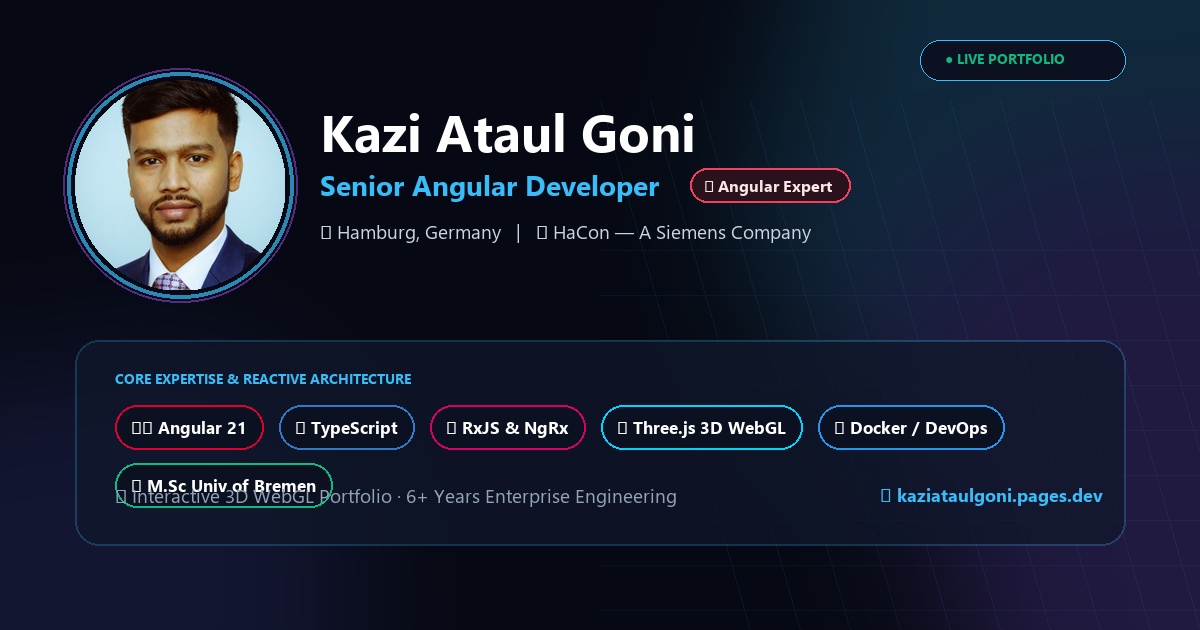 ● LIVE PORTFOLIO
Kazi Ataul Goni
Senior Angular Developer
Angular Expert
Hamburg, Germany | HaCon — A Siemens Company
CORE EXPERTISE & REACTIVE ARCHITECTURE
Angular 21
TypeScript
RxJS & NgRx
Three.js 3D WebGL
Docker / DevOps
M.Sc Univ of Bremen
Interactive 3D WebGL Portfolio · 6+ Years Enterprise Engineering
kaziataulgoni.pages.dev